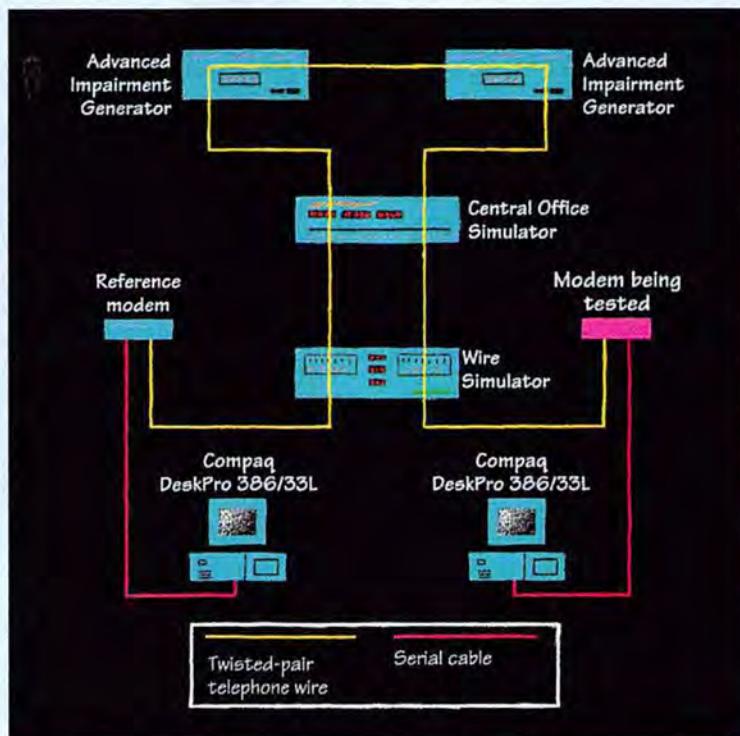 Advanced
Impairment
Generator
Advanced
Impairment
Generator
Central Office
Simulator
Reference
modem
Modem being
tested
Wire
Simulator
Compaq
DeskPro 386/33L
Compaq
DeskPro 386/33L
Twisted-pair
telephone wire
Serial cable